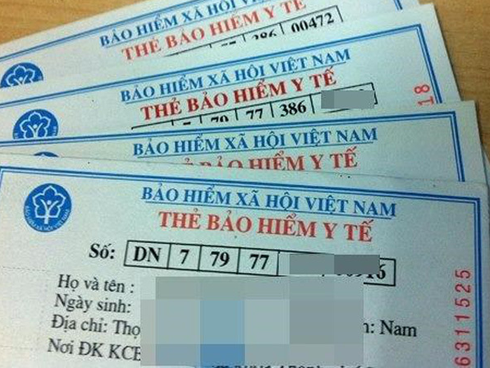 386 00472
BẢO HIỂM XÃ HỘI VIỆT NAM
THẺ BẢO HIỂM Y TẾ
BẢO HIỂM XÃ HỘI VIỆT NAM
THẺ BẢO HIỂM Y TẾ
79 77 386
18
BẢO HIỂM XÃ HỘI VIỆT NAM
THẺ BẢO HIỂM Y TẾ
BẢO HIỂM XÃ HỘI VIỆT NAM
THẺ BẢO HIỂM Y TẾ
Số: DN 7 79 77
Họ và tên :
Ngày sinh:
Địa chỉ: Thọ Nam
Nơi ĐK KCB
6311525